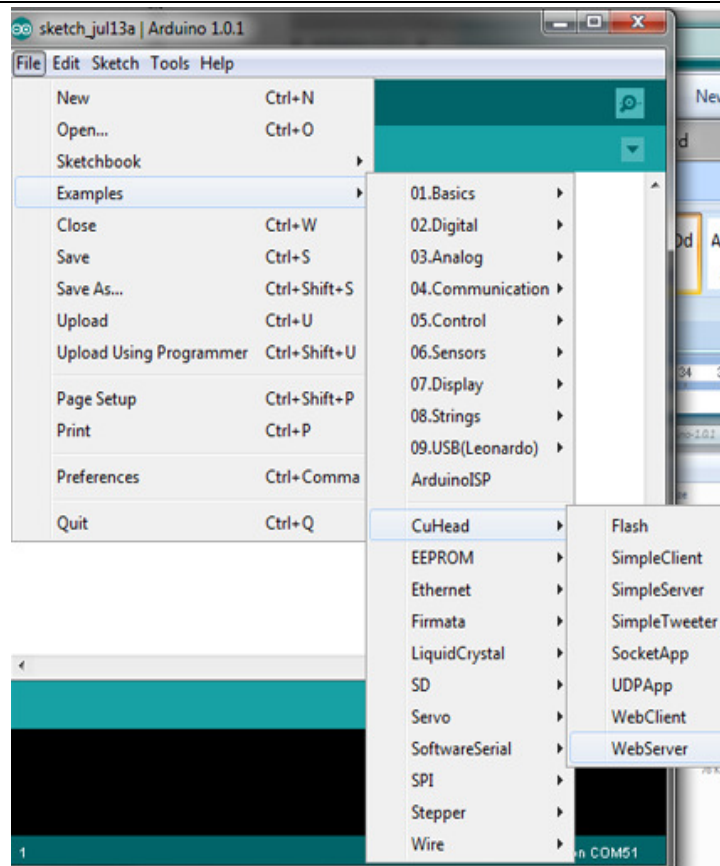 sketch_jul13a | Arduino 1.0.1
File Edit Sketch Tools Help
New Ctrl+N
Open... Ctrl+O
Sketchbook
Examples
Close Ctrl+W
Save Ctrl+S
Save As... Ctrl+Shift+S
Upload Ctrl+U
Upload Using Programmer Ctrl+Shift+U
Page Setup Ctrl+Shift+P
Print Ctrl+P
Preferences Ctrl+Comma
Quit Ctrl+Q
01.Basics
02.Digital
03.Analog
04.Communication
05.Control
06.Sensors
07.Display
08.Strings
09.USB(Leonardo)
ArduinoISP
CuHead
EEPROM
Ethernet
Firmata
LiquidCrystal
SD
Servo
SoftwareSerial
SPI
Stepper
Wire
Flash
SimpleClient
SimpleServer
SimpleTweeter
SocketApp
UDPApp
WebClient
WebServer
1
on COM51
New
d
Dd A
34